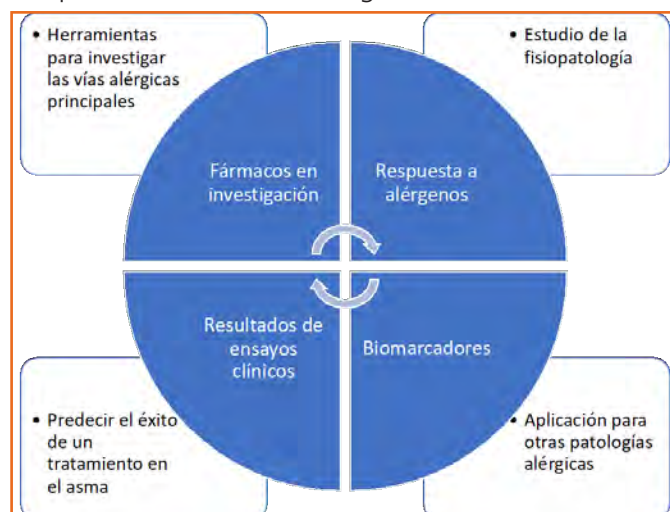 • Herramientas
para investigar
las vías alérgicas
principales
• Estudio de la
fisiopatología
Fármacos en
investigación
Respuesta a
alérgenos
Resultados de
ensayos
clínicos
Biomarcadores
• Predecir el éxito
de un
tratamiento en
el asma
• Aplicación para
otras patologías
alérgicas